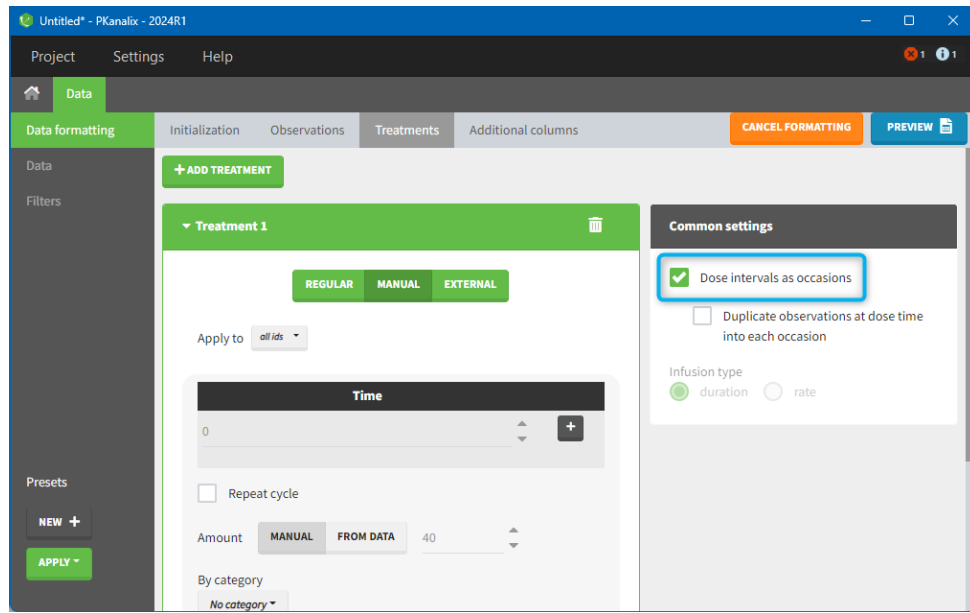 Untitled* - PKanalix - 2024R1
Project Settings Help
1 1
Data
Data formatting
Data
Filters
Initialization Observations Treatments Additional columns
CANCEL FORMATTING PREVIEW
+ ADD TREATMENT
Treatment 1
REGULAR MANUAL EXTERNAL
Apply to all ids
Time
0
+
Repeat cycle
Amount MANUAL FROM DATA 40
By category
No category
Common settings
Dose intervals as occasions
Duplicate observations at dose time
into each occasion
Infusion type
duration rate
Presets
NEW +
APPLY